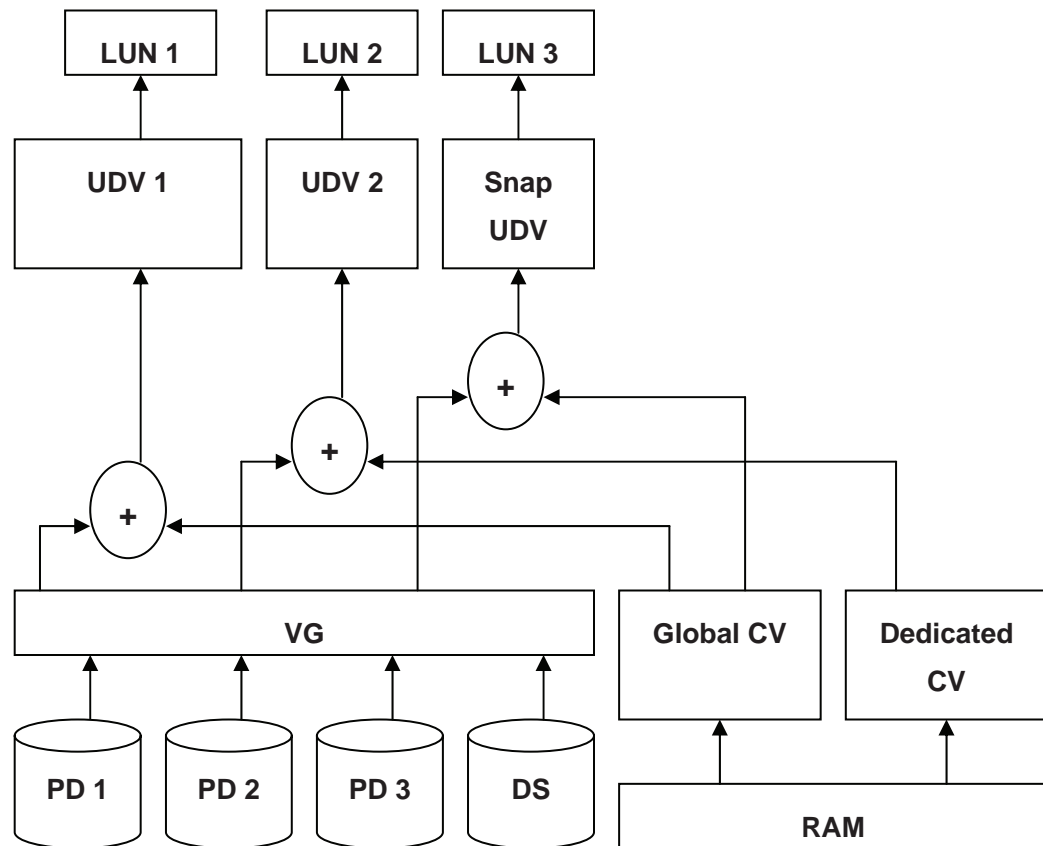 LUN 1
LUN 2
LUN 3
UDV 1
UDV 2
Snap
UDV
+
+
+
VG
Global CV
Dedicated
CV
PD 1
PD 2
PD 3
DS
RAM